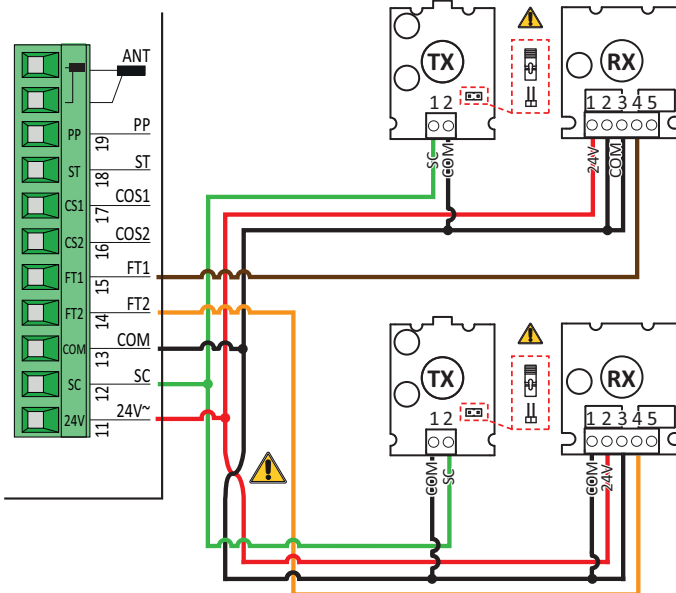 ANT
PP 19 PP
ST 18 ST
CS1 17 COS1
CS2 16 COS2
FT1 15 FT1
FT2 14 FT2
COM 13 COM
SC 12 SC
24V 11 24V~
TX
1 2
SC COM
RX
1 2 3 4 5
24V COM
TX
1 2
COM SC
RX
1 2 3 4 5
COM 24V